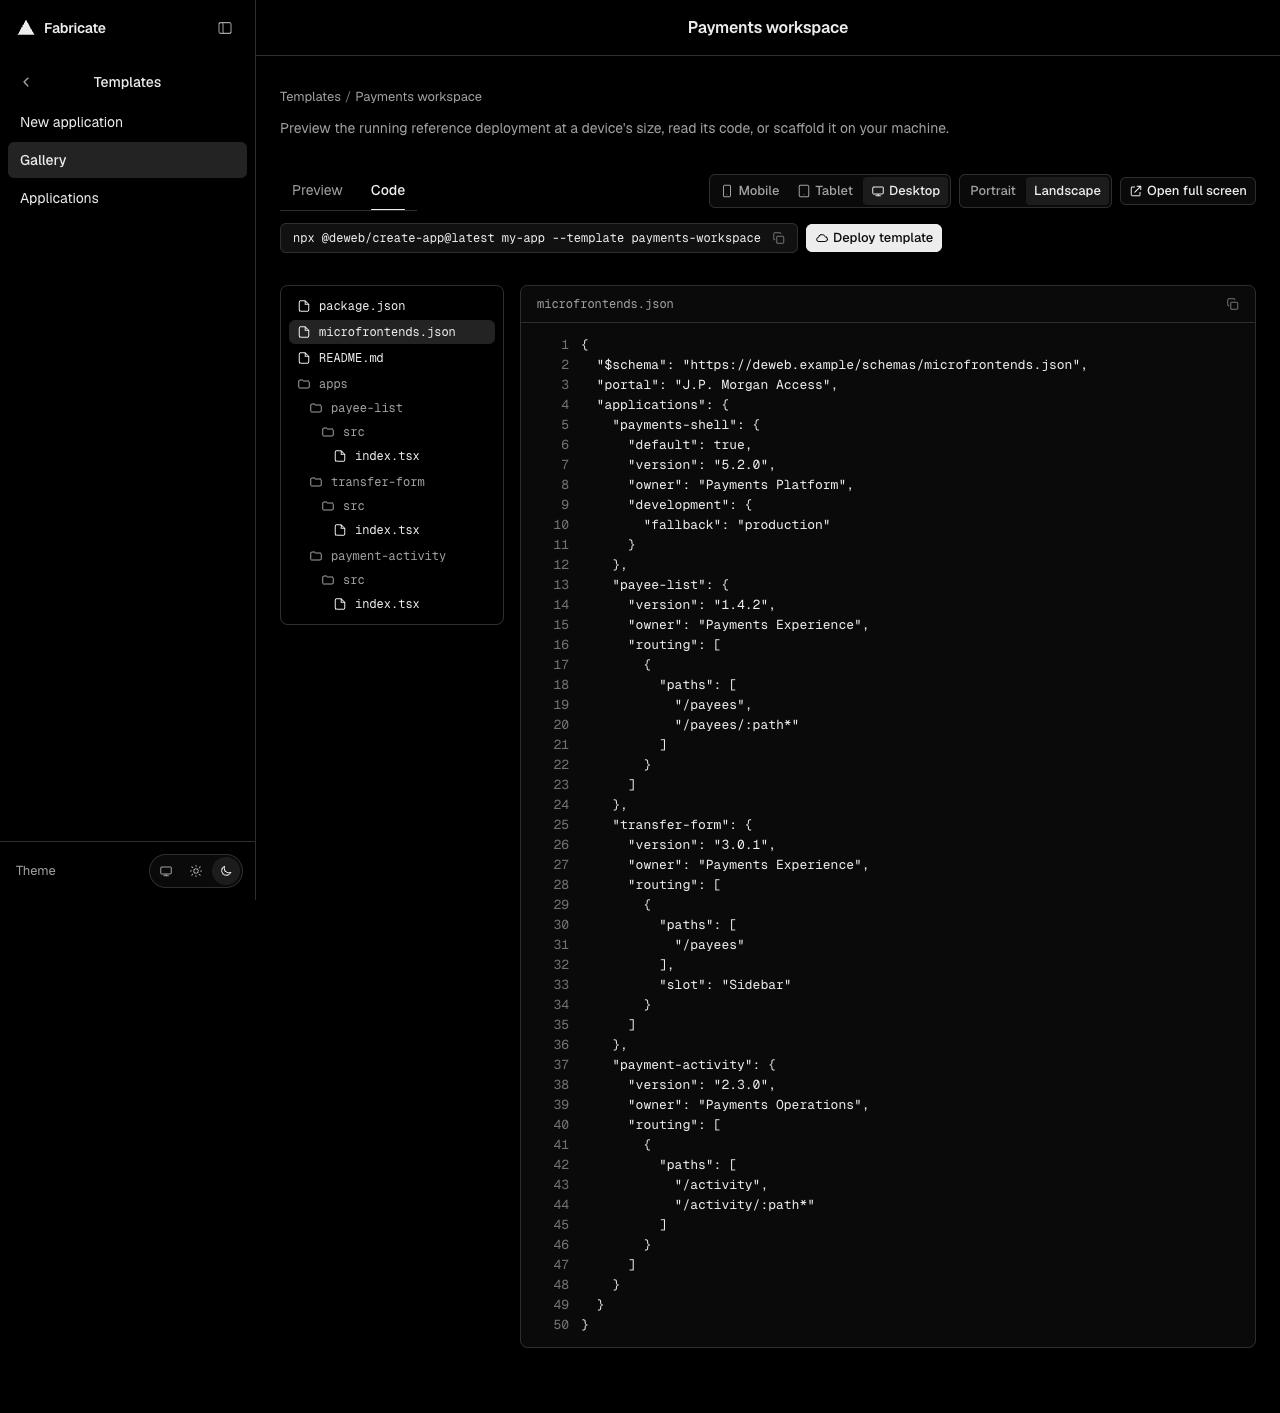 Fabricate
Payments workspace
Templates
New application
Gallery
Applications
Theme
Templates / Payments workspace
Preview the running reference deployment at a device's size, read its code, or scaffold it on your machine.
Preview
Code
Mobile
Tablet
Desktop
Portrait
Landscape
Open full screen
npx @deweb/create-app@latest my-app --template payments-workspace
Deploy template
package.json
microfrontends.json
README.md
apps
payee-list
src
index.tsx
transfer-form
src
index.tsx
payment-activity
src
index.tsx
microfrontends.json
1 {
2   "$schema": "https://deweb.example/schemas/microfrontends.json",
3   "portal": "J.P. Morgan Access",
4   "applications": {
5     "payments-shell": {
6       "default": true,
7       "version": "5.2.0",
8       "owner": "Payments Platform",
9       "development": {
10         "fallback": "production"
11       }
12     },
13     "payee-list": {
14       "version": "1.4.2",
15       "owner": "Payments Experience",
16       "routing": [
17         {
18           "paths": [
19             "/payees",
20             "/payees/:path*"
21           ]
22         }
23       ]
24     },
25     "transfer-form": {
26       "version": "3.0.1",
27       "owner": "Payments Experience",
28       "routing": [
29         {
30           "paths": [
31             "/payees"
32           ],
33           "slot": "Sidebar"
34         }
35       ]
36     },
37     "payment-activity": {
38       "version": "2.3.0",
39       "owner": "Payments Operations",
40       "routing": [
41         {
42           "paths": [
43             "/activity",
44             "/activity/:path*"
45           ]
46         }
47       ]
48     }
49   }
50 }